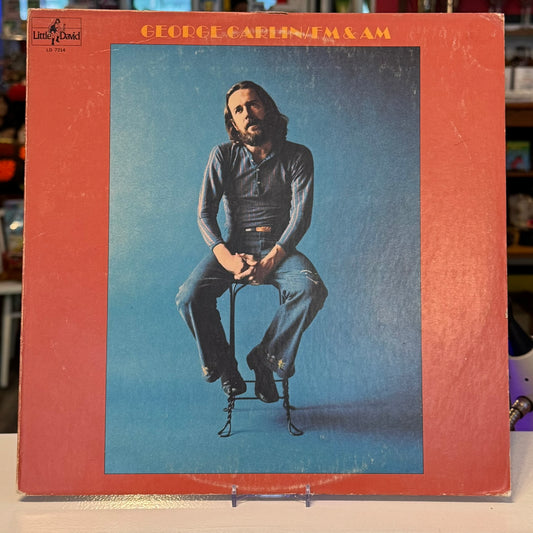 Little David
LD 7214
GEORGE CARLIN/FM & AM